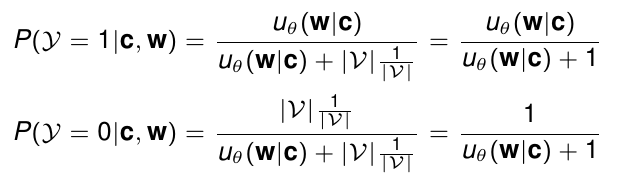 P(𝒴 = 1|𝐜, 𝐰) = u_θ(𝐰|𝐜) / (u_θ(𝐰|𝐜) + |𝒱| 1/|𝒱|) = u_θ(𝐰|𝐜) / (u_θ(𝐰|𝐜) + 1)
P(𝒴 = 0|𝐜, 𝐰) = |𝒱| 1/|𝒱| / (u_θ(𝐰|𝐜) + |𝒱| 1/|𝒱|) = 1 / (u_θ(𝐰|𝐜) + 1)